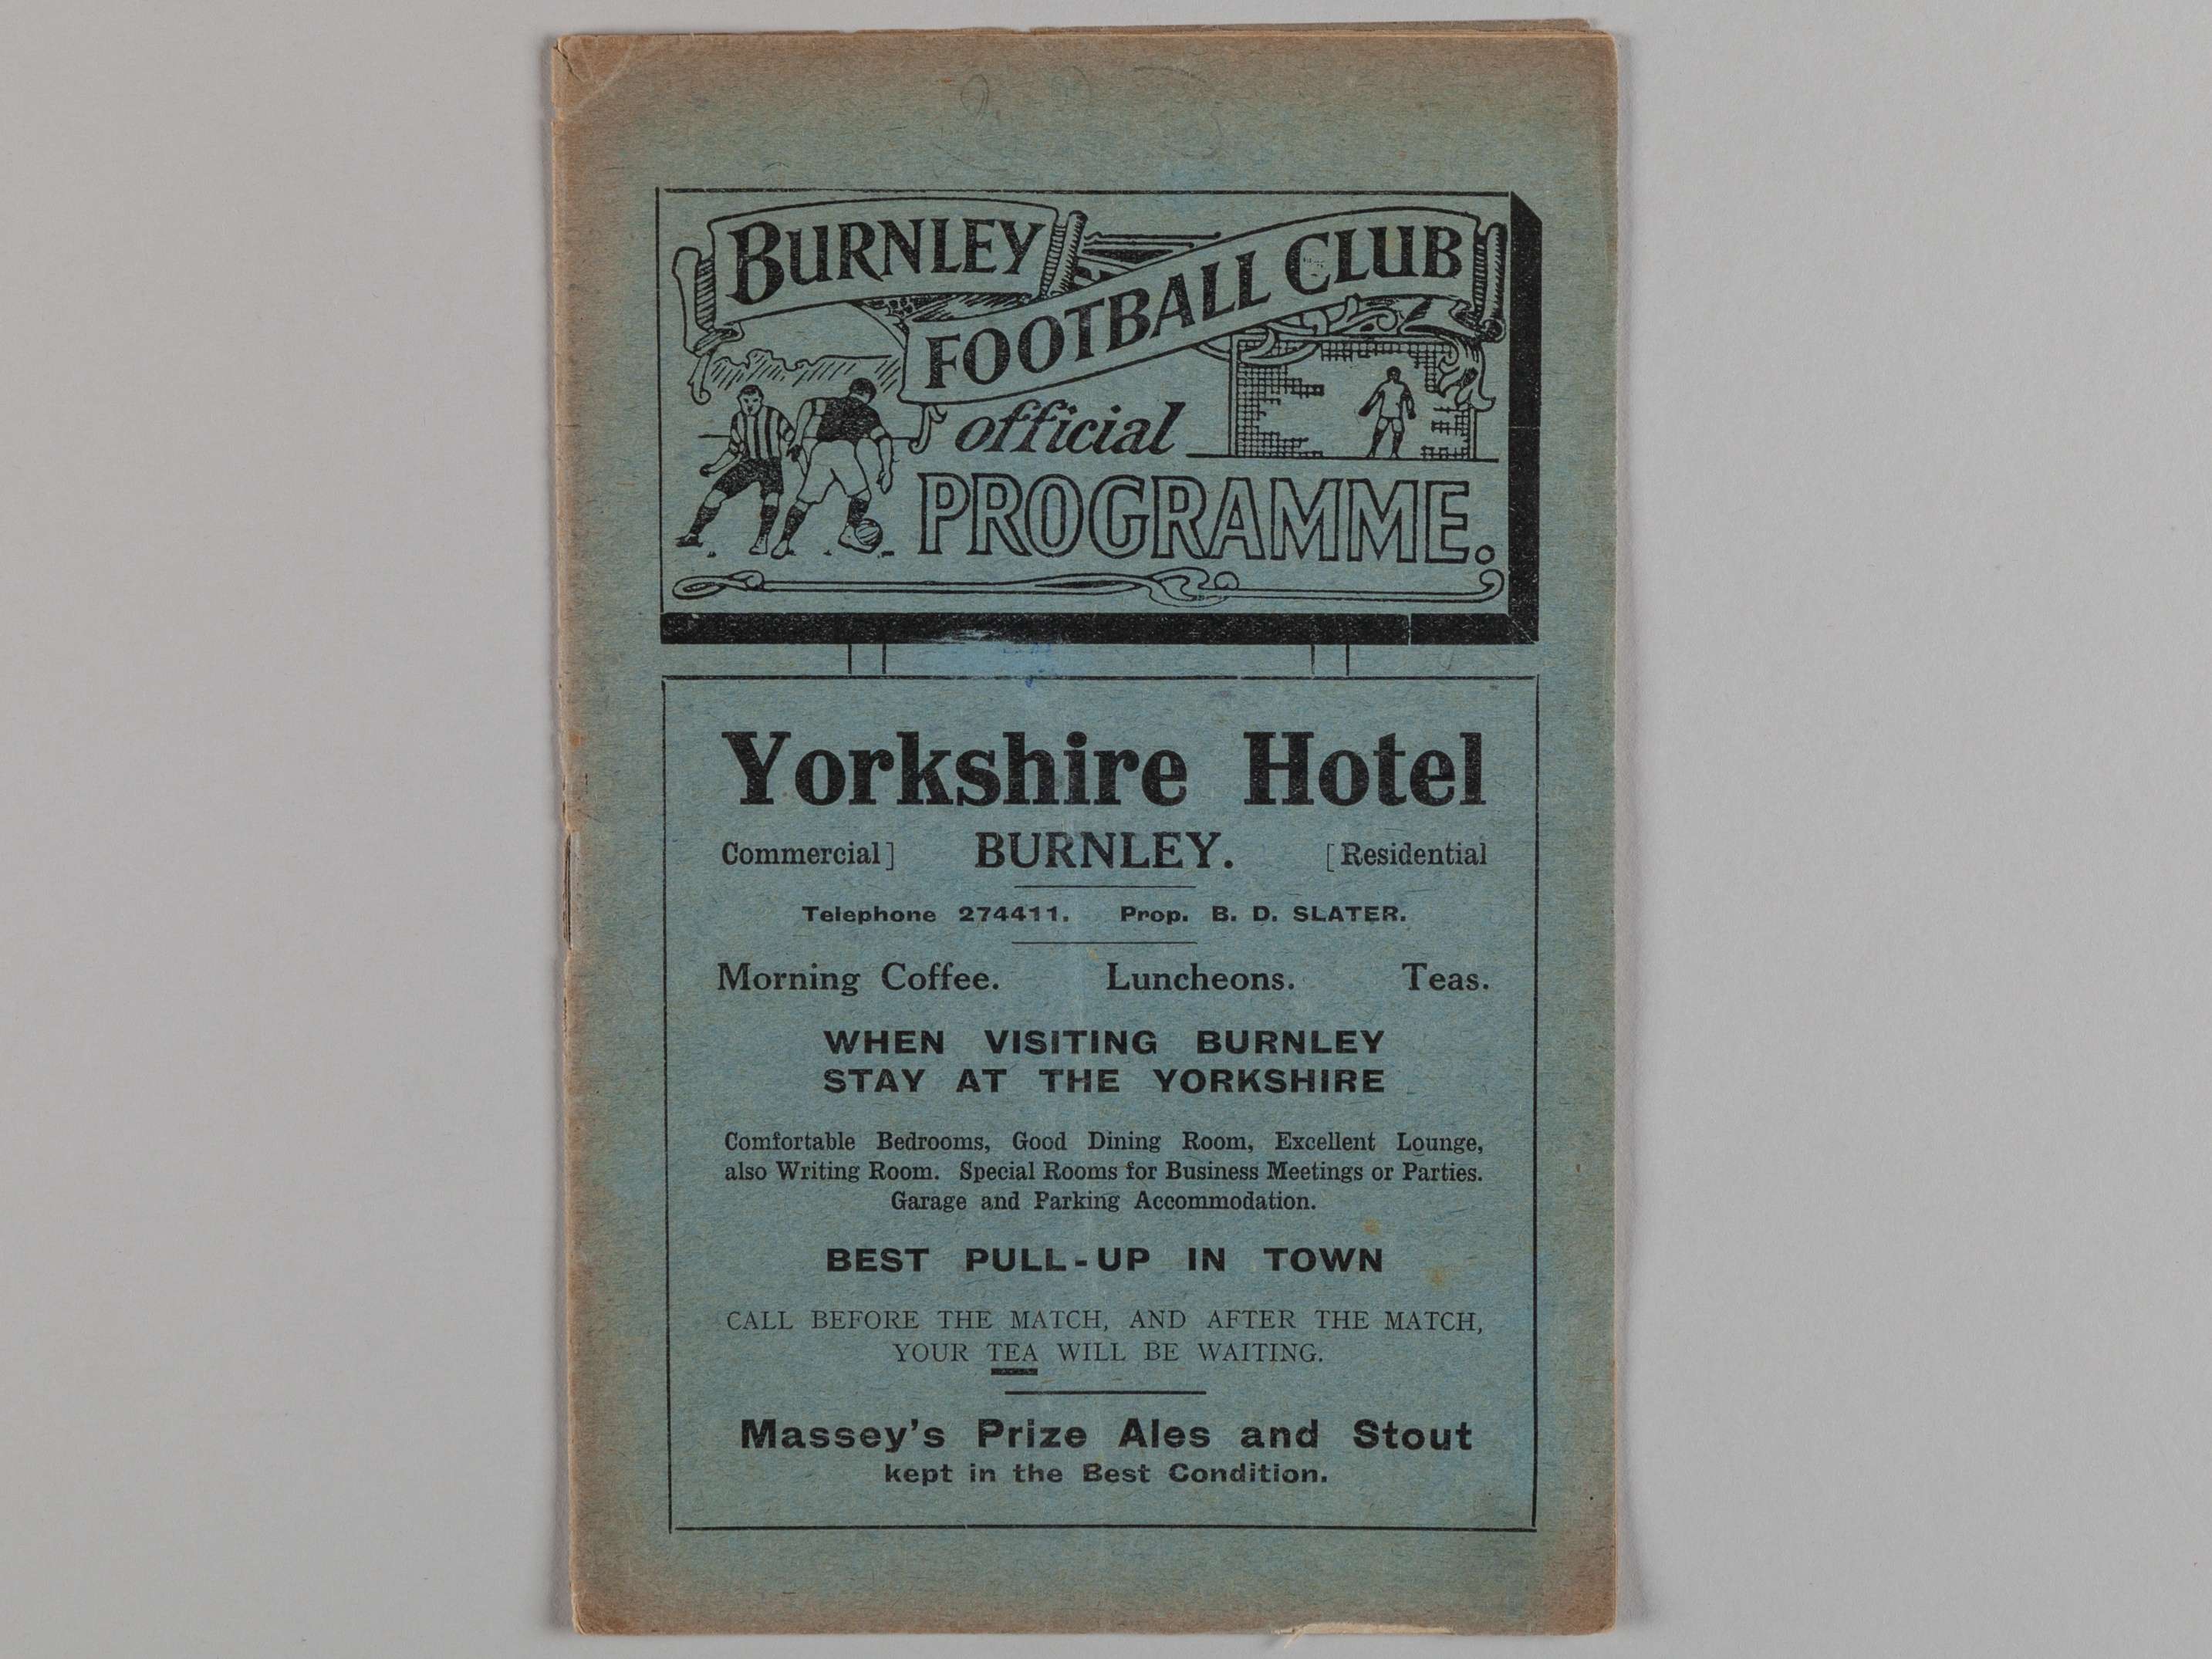 BURNLEY
FOOTBALL CLUB
official
PROGRAMME.
Yorkshire Hotel
Commercial] BURNLEY. [Residential
Telephone 274411. Prop. B. D. SLATER.
Morning Coffee. Luncheons. Teas.
WHEN VISITING BURNLEY
STAY AT THE YORKSHIRE
Comfortable Bedrooms, Good Dining Room, Excellent Lounge,
also Writing Room. Special Rooms for Business Meetings or Parties.
Garage and Parking Accommodation.
BEST PULL-UP IN TOWN
CALL BEFORE THE MATCH, AND AFTER THE MATCH,
YOUR TEA WILL BE WAITING.
Massey's Prize Ales and Stout
kept in the Best Condition.